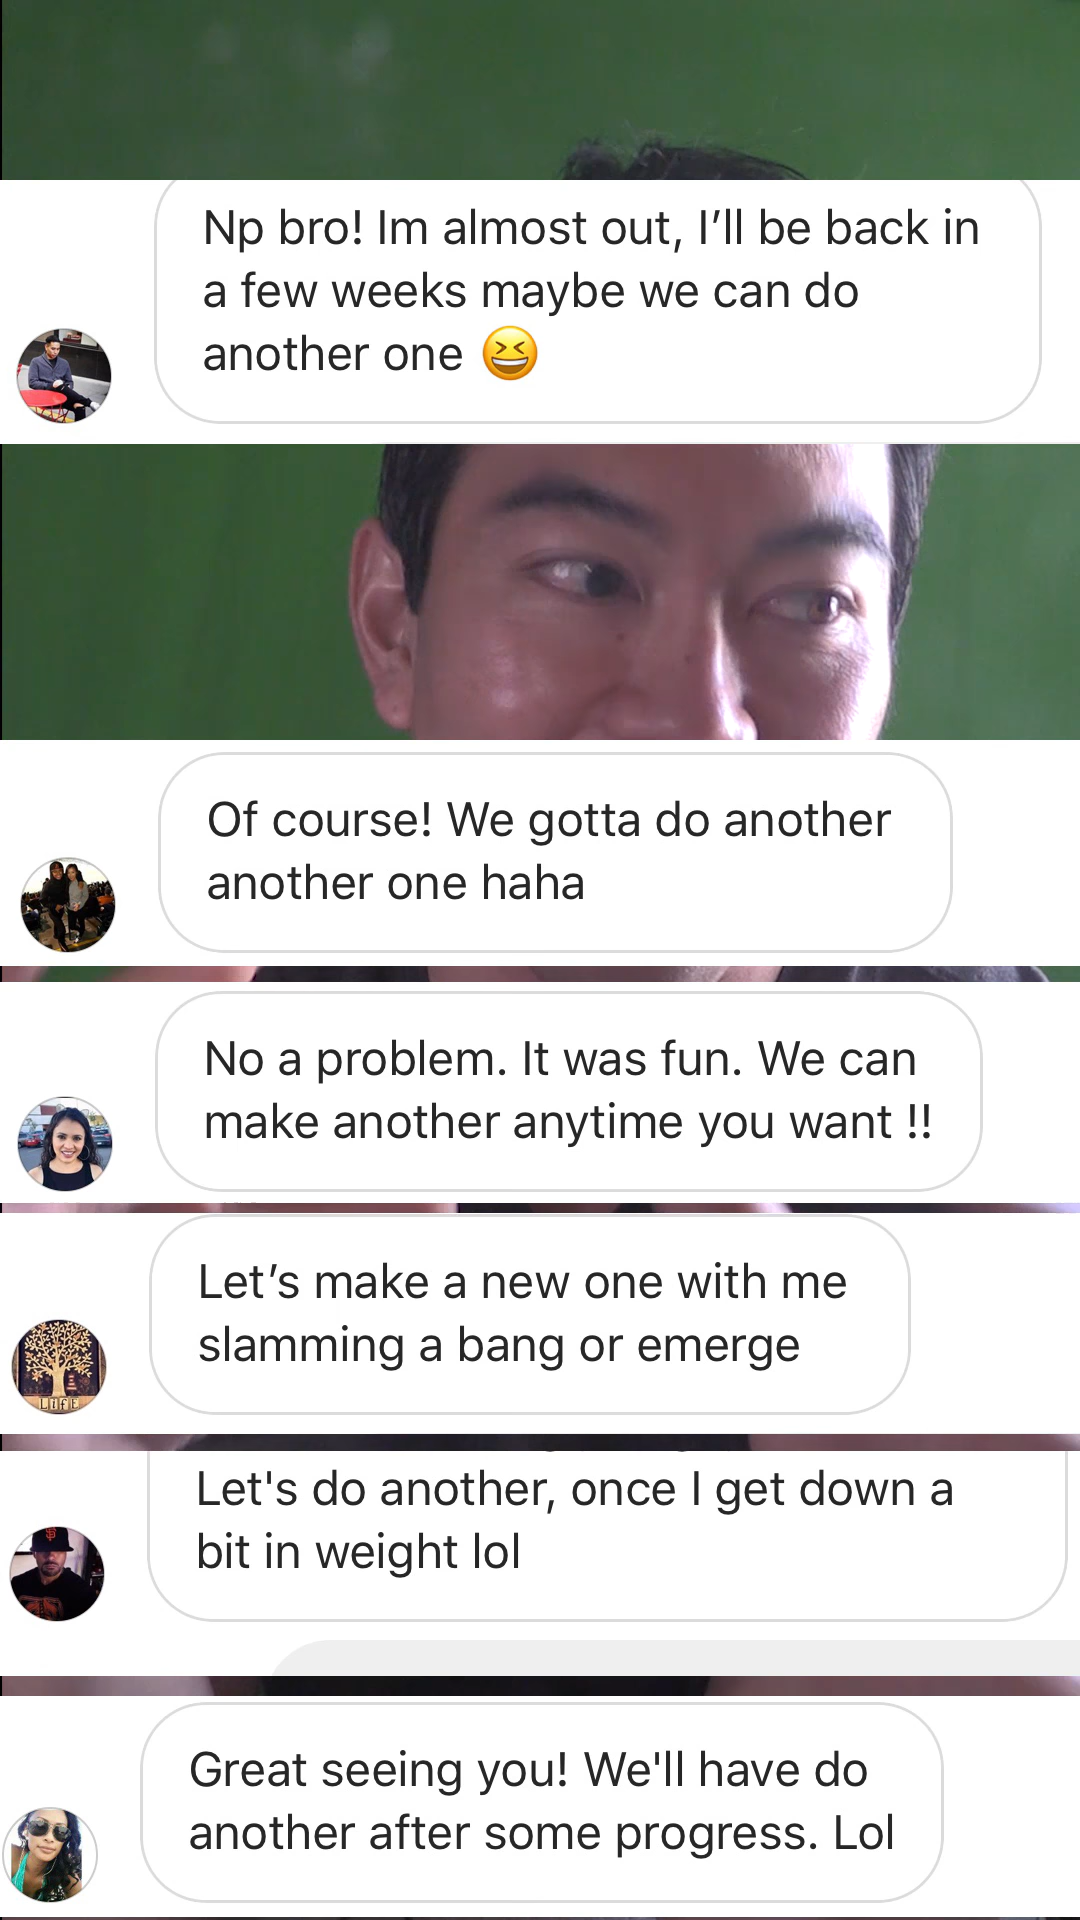 Np bro! Im almost out, I’ll be back in
a few weeks maybe we can do
another one 😆
Of course! We gotta do another
another one haha
No a problem. It was fun. We can
make another anytime you want !!
Let’s make a new one with me
slamming a bang or emerge
LIFE
Let's do another, once I get down a
bit in weight lol
Great seeing you! We'll have do
another after some progress. Lol